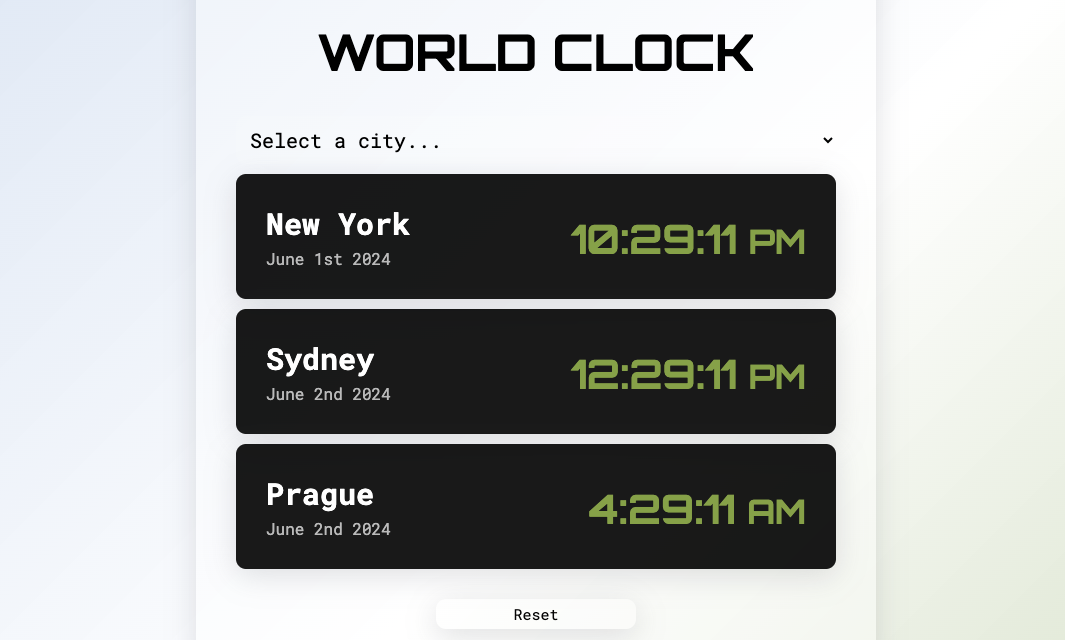 WORLD CLOCK
Select a city...
New York
June 1st 2024
10:29:11 PM
Sydney
June 2nd 2024
12:29:11 PM
Prague
June 2nd 2024
4:29:11 AM
Reset